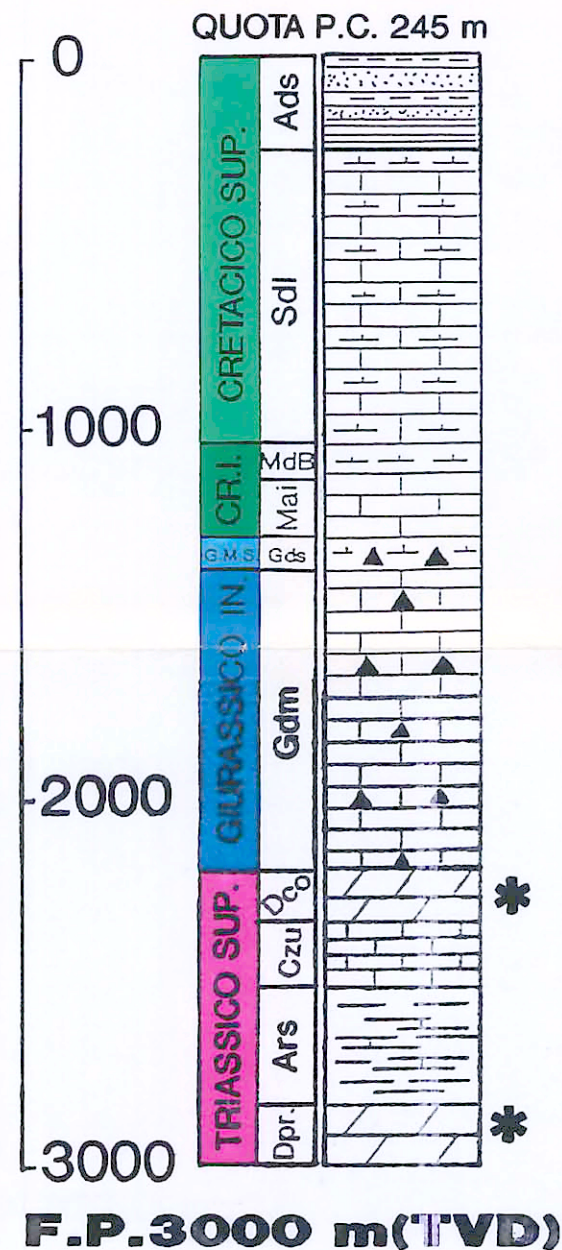 QUOTA P.C. 245 m
0
1000
2000
3000
CRETACICO SUP.
CR.I.
G M S.
GIURASSICO IN.
TRIASSICO SUP.
Ads
Sdl
MdB
Mai
Gds
Gdm
Dco
Czu
Ars
Dpr.
*
*
F.P.3000 m(TVD)